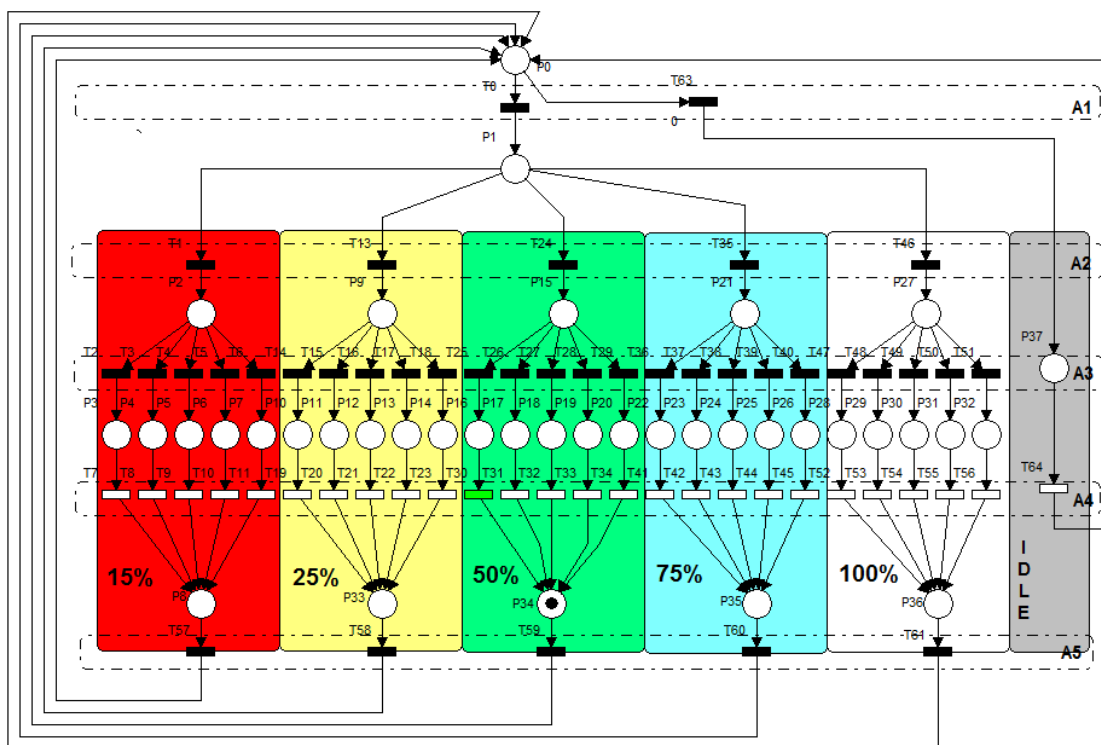 P0
T0
T63
A1
0
P1
T1 T13 T24 T35 T46
A2
P2 P9 P15 P21 P27
P37
T2 T3 T4 T5 T6 T14 T15 T16 T17 T18 T25 T26 T27 T28 T29 T36 T37 T38 T39 T40 T47 T48 T49 T50 T51
A3
P3 P4 P5 P6 P7 P10 P11 P12 P13 P14 P16 P17 P18 P19 P20 P22 P23 P24 P25 P26 P28 P29 P30 P31 P32
T7 T8 T9 T10 T11 T19 T20 T21 T22 T23 T30 T31 T32 T33 T34 T41 T42 T43 T44 T45 T52 T53 T54 T55 T56
T64
A4
15% 25% 50% 75% 100%
IDLE
P8 P33 P34 P35 P36
T57 T58 T59 T60 T61
A5